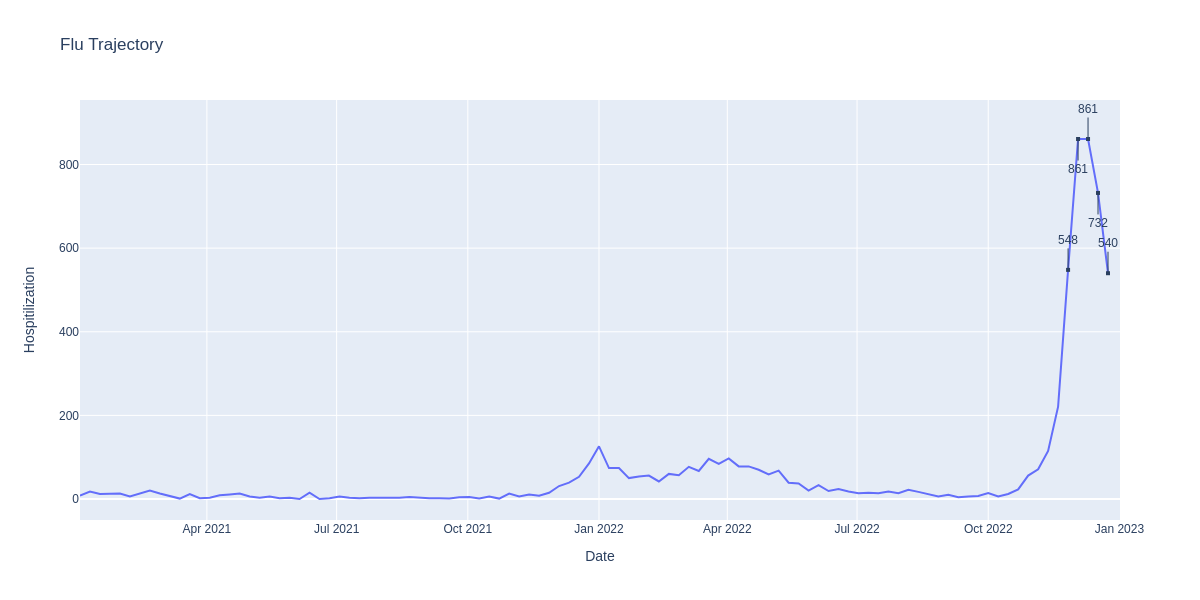 Flu Trajectory
861
800
861
732
600
548
540
Hospitilization
400
200
0
Apr 2021
Jul 2021
Oct 2021
Jan 2022
Apr 2022
Jul 2022
Oct 2022
Jan 2023
Date